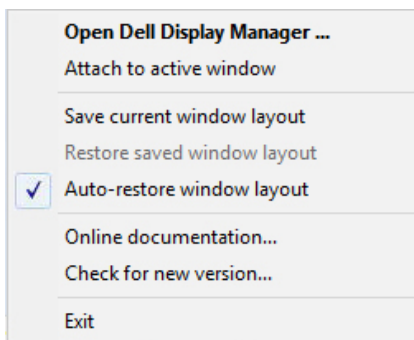 Open Dell Display Manager ...
Attach to active window
Save current window layout
Restore saved window layout
Auto-restore window layout
Online documentation...
Check for new version...
Exit